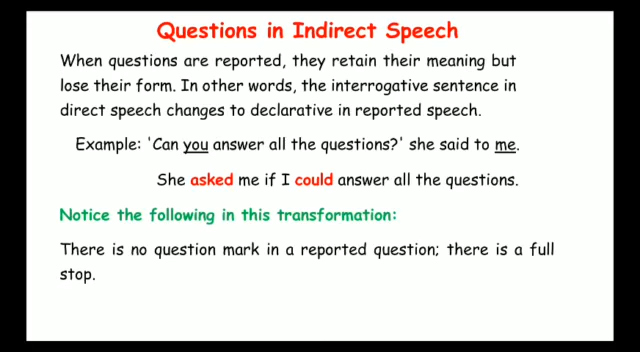 Questions in Indirect Speech
When questions are reported, they retain their meaning but
lose their form. In other words, the interrogative sentence in
direct speech changes to declarative in reported speech.
Example: 'Can you answer all the questions?' she said to me.
She asked me if I could answer all the questions.
Notice the following in this transformation:
There is no question mark in a reported question; there is a full
stop.